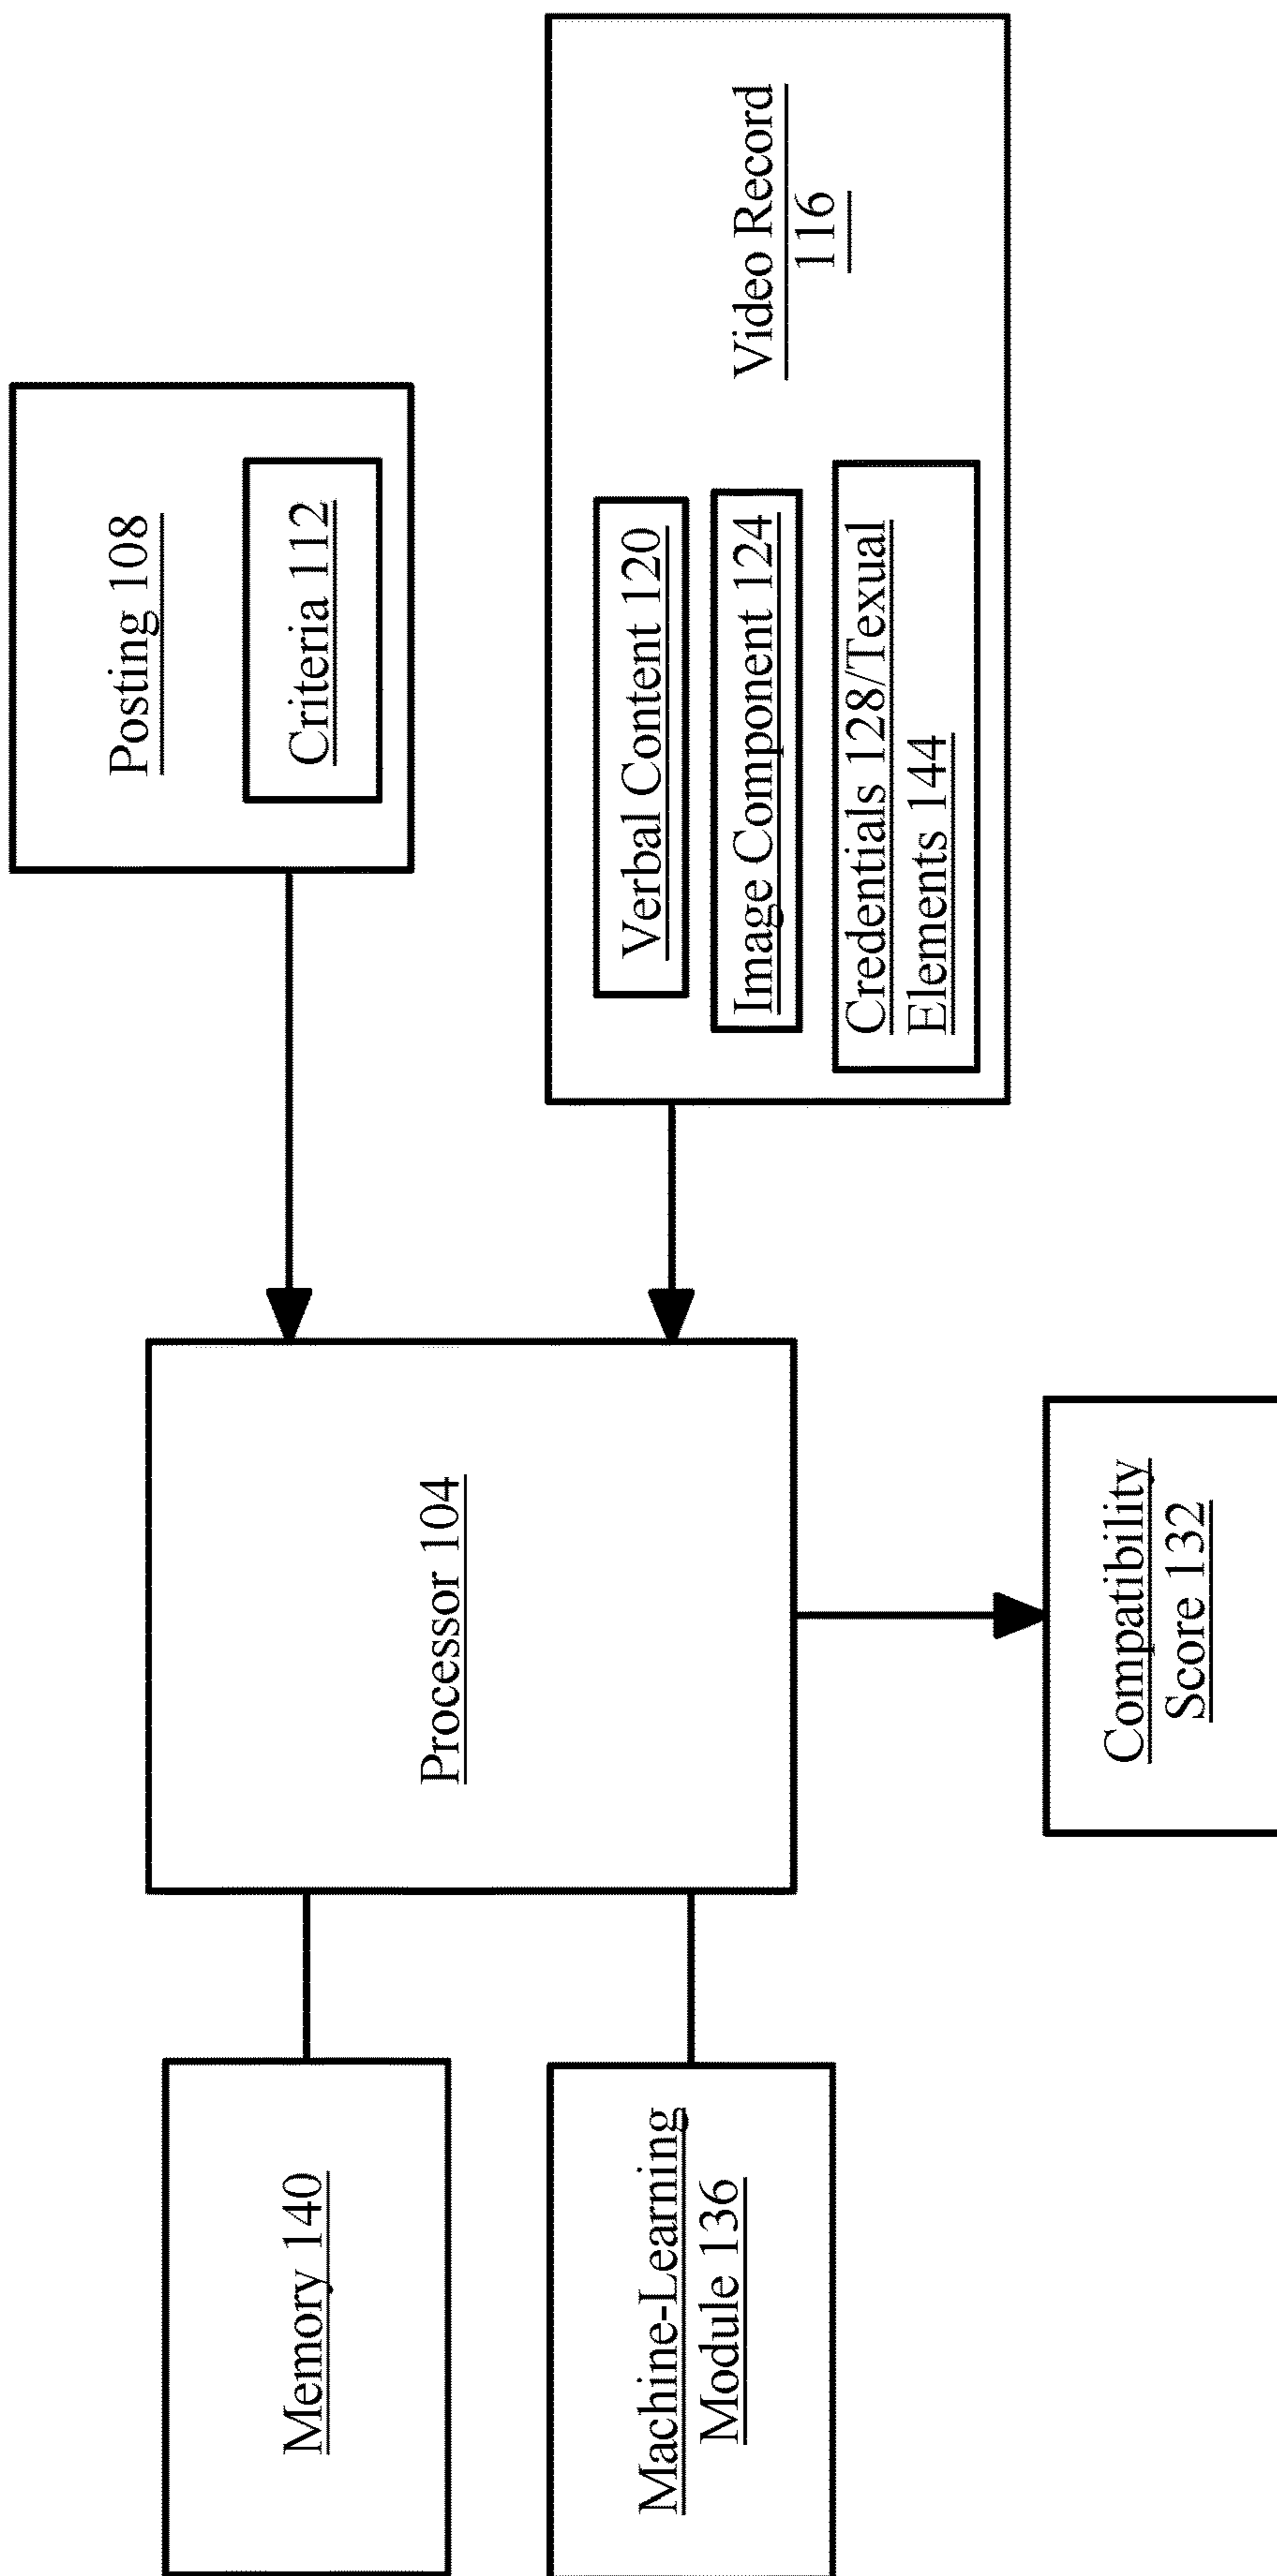 Memory 140
Machine-Learning
Module 136
Processor 104
Compatibility
Score 132
Posting 108
Criteria 112
Verbal Content 120
Image Component 124
Credentials 128/Texual
Elements 144
Video Record
116